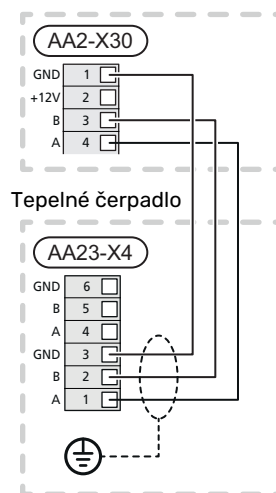 AA2-X30
GND 1
+12V 2
B 3
A 4
Tepelné čerpadlo
AA23-X4
GND 6
B 5
A 4
GND 3
B 2
A 1